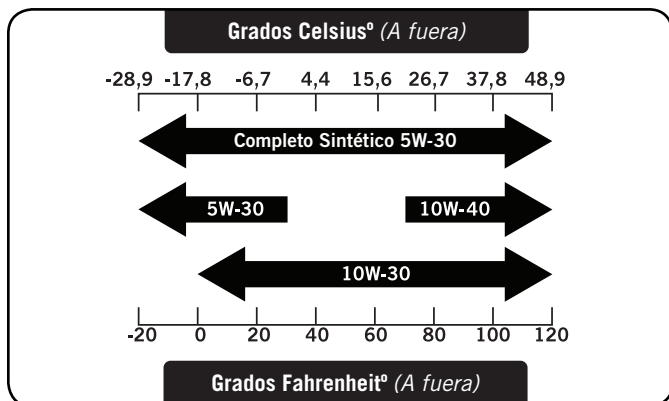 Grados Celsiusº (A fuera)
-28,9 -17,8 -6,7 4,4 15,6 26,7 37,8 48,9
Completo Sintético 5W-30
5W-30 10W-40
10W-30
-20 0 20 40 60 80 100 120
Grados Fahrenheitº (A fuera)